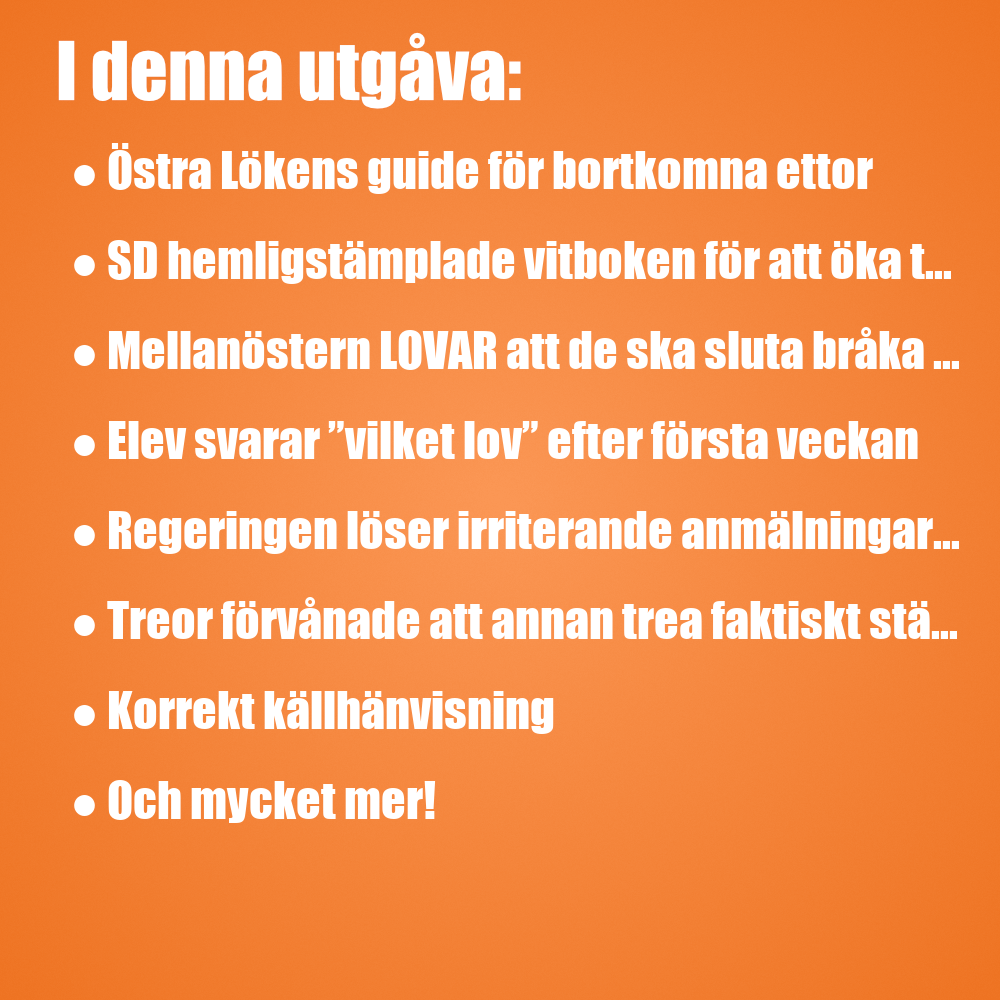 I denna utgåva:
• Östra Lökens guide för bortkomna ettor
• SD hemligstämplade vitboken för att öka t...
• Mellanöstern LOVAR att de ska sluta bråka ...
• Elev svarar ”vilket lov” efter första veckan
• Regeringen löser irriterande anmälningar...
• Treor förvånade att annan trea faktiskt stä...
• Korrekt källhänvisning
• Och mycket mer!